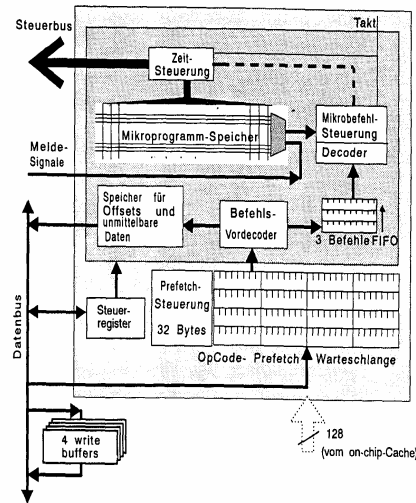 Steuerbus
Takt
Zeit-
Steuerung
Mikroprogramm-Speicher
Mikrobefehl-
Steuerung
Decoder
Melde-
Signale
Speicher für
Offsets und
unmittelbare
Daten
Befehls-
Vordecoder
3 Befehle FIFO
Datenbus
Steuer-
register
Prefetch-
Steuerung
32 Bytes
OpCode- Prefetch Warteschlange
4 write
buffers
128
(vom on-chip-Cache)